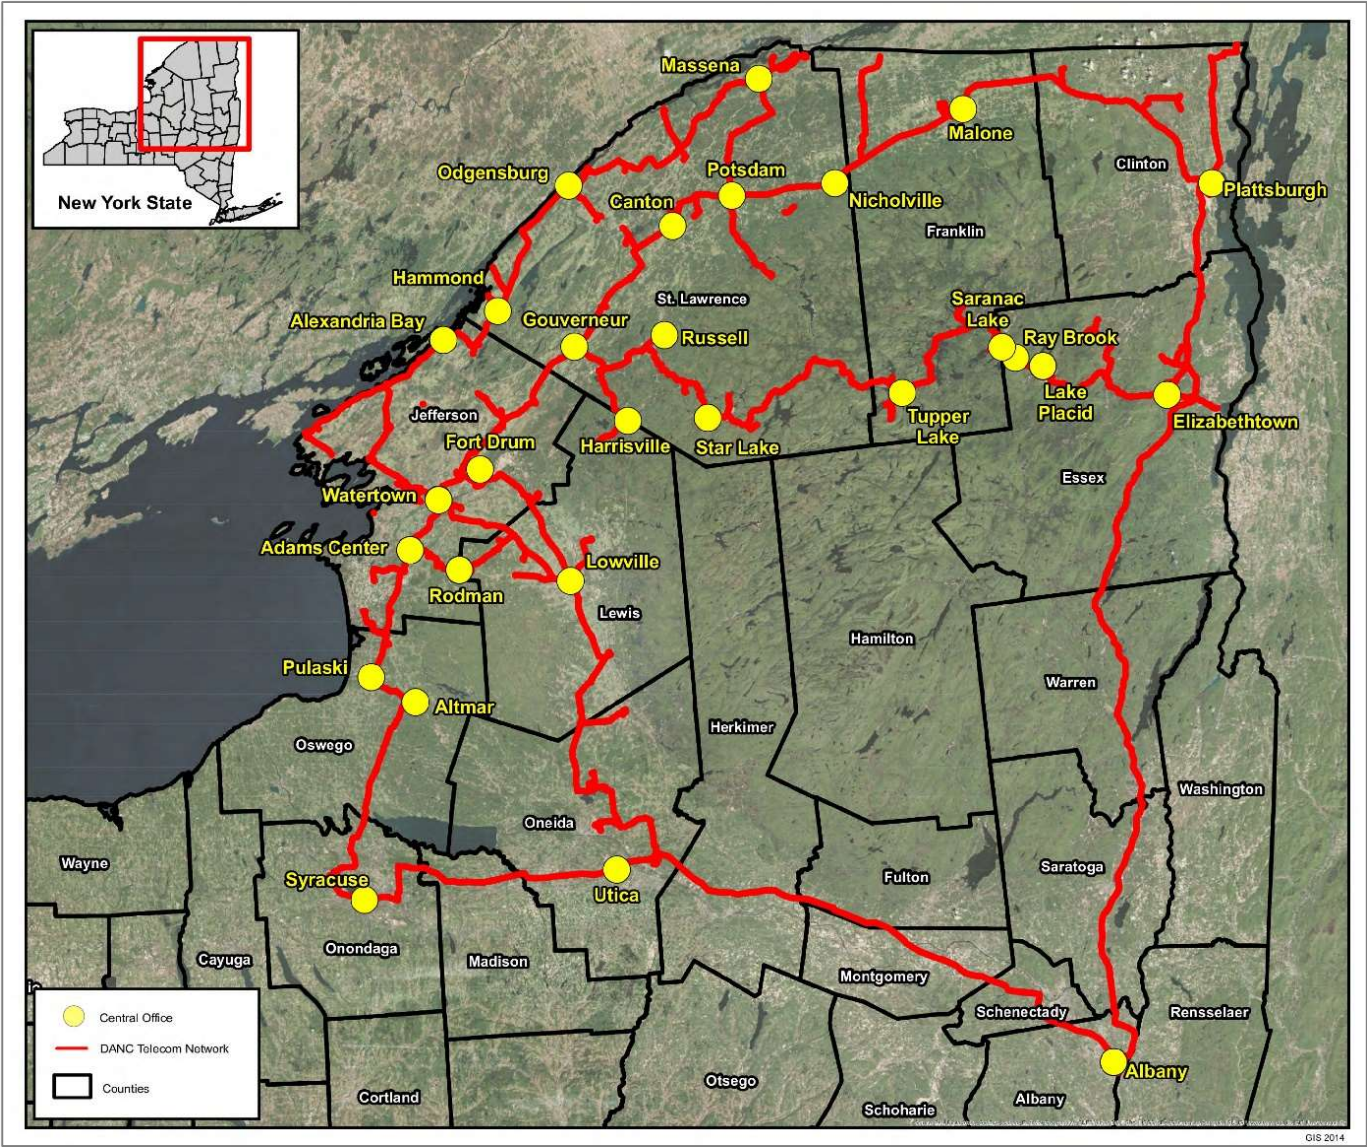 New York State
Massena
Malone
Clinton
Odgensburg
Potsdam
Plattsburgh
Canton
Nicholville
Franklin
Hammond
St. Lawrence
Saranac
Lake
Alexandria Bay
Gouverneur
Russell
Ray Brook
Jefferson
Lake
Placid
Tupper
Lake
Elizabethtown
Fort Drum
Harrisville
Star Lake
Essex
Watertown
Adams Center
Lowville
Rodman
Lewis
Hamilton
Pulaski
Warren
Altmar
Herkimer
Oswego
Washington
Oneida
Wayne
Saratoga
Syracuse
Utica
Fulton
Onondaga
Cayuga
Madison
Montgomery
Schenectady
Rensselaer
Central Office
DANC Telecom Network
Counties
Albany
Otsego
Cortland
Schoharie
Albany
GIS 2014